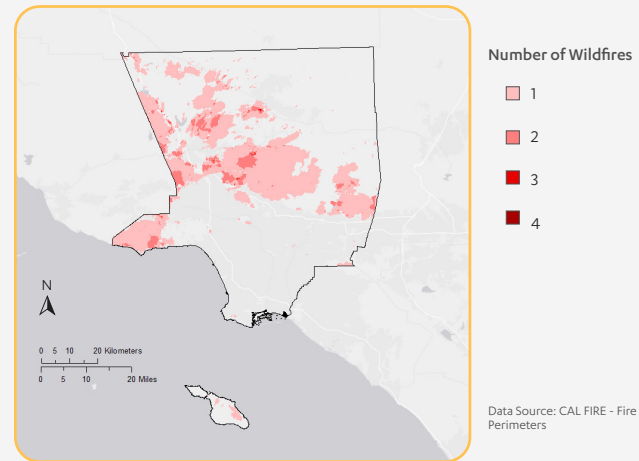 Number of Wildfires
1
2
3
4
N
0 5 10 20 Kilometers
0 5 10 20 Miles
Data Source: CAL FIRE - Fire
Perimeters